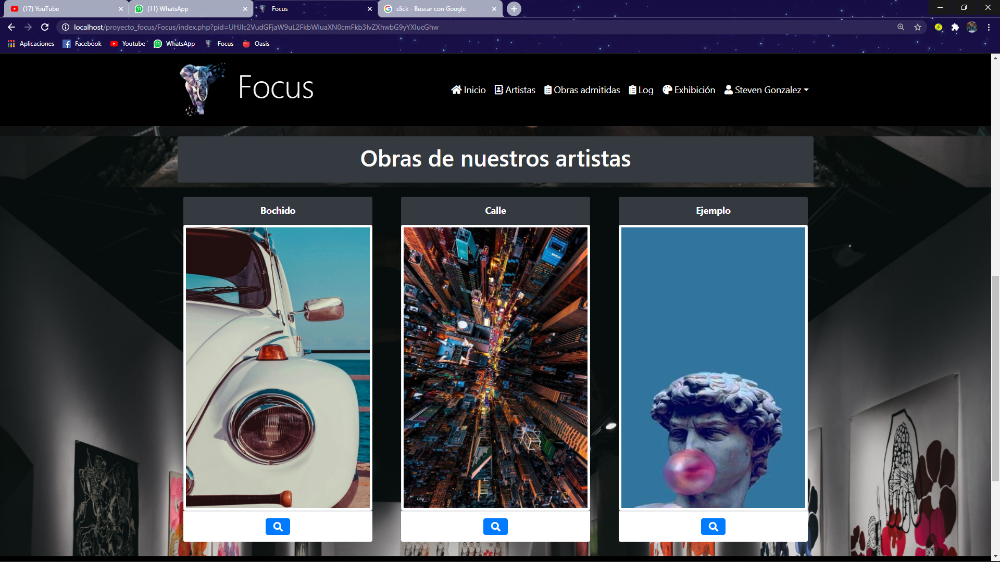 (17) YouTube
(11) WhatsApp
Focus
click - Buscar con Google
localhost/proyecto_focus/Focus/index.php?pid=UHJlc2VudGFjaW9uL2FkbWluaXN0cmFkb3IvZXhwbG9yYXIucGhw
Aplicaciones
Facebook
Youtube
11 WhatsApp
Focus
Oasis
Focus
Inicio
Artistas
Obras admitidas
Log
Exhibición
Steven Gonzalez
Obras de nuestros artistas
Bochido
Calle
Ejemplo